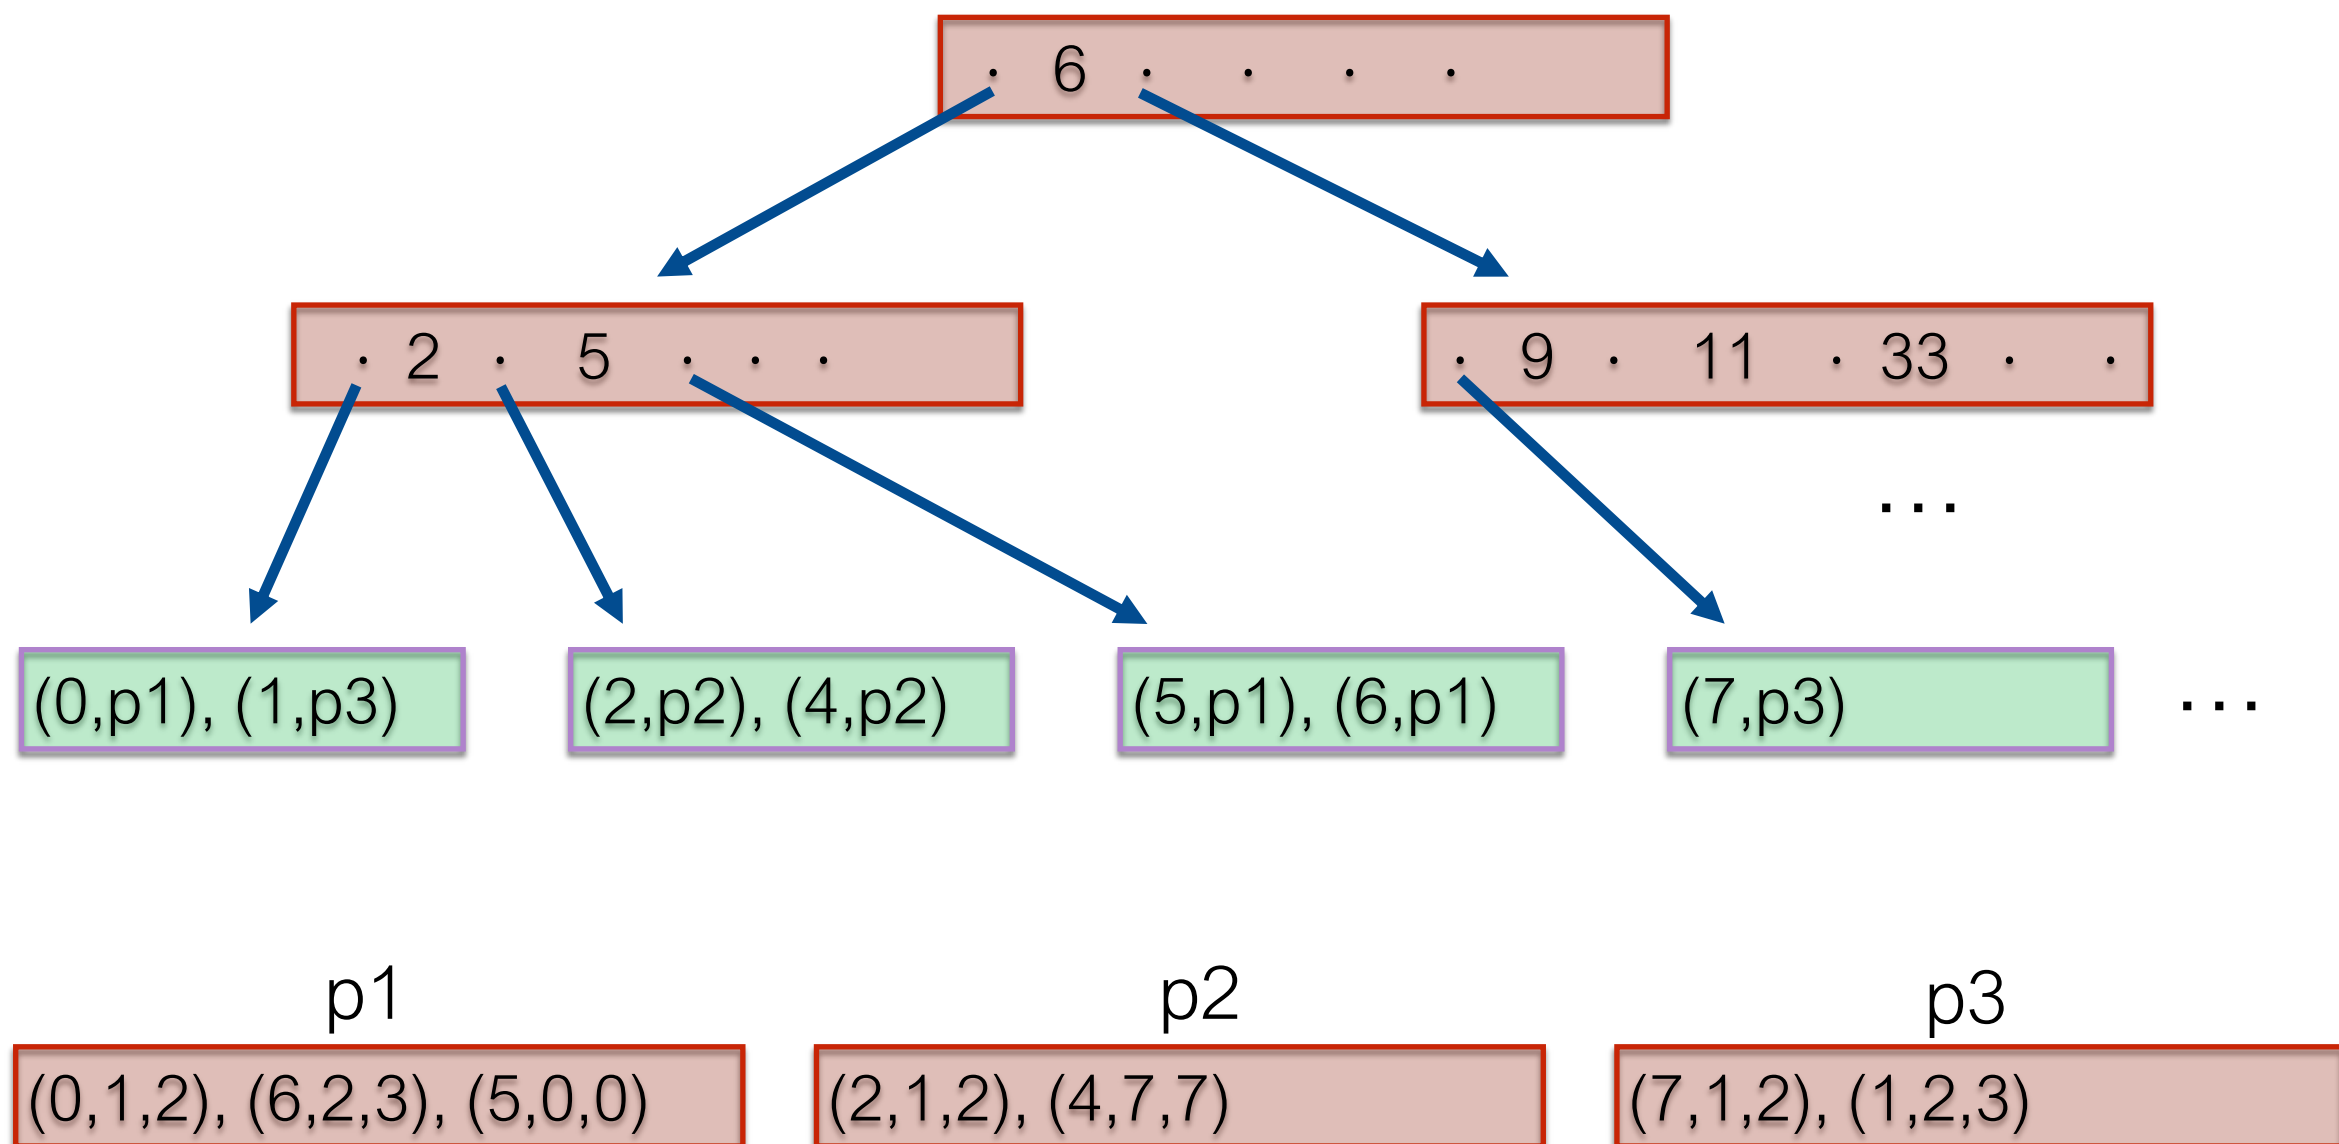 · 6 · · · ·
· 2 · 5 · · · · 9 · 11 · 33 · ·
...
(0,p1), (1,p3) (2,p2), (4,p2) (5,p1), (6,p1) (7,p3) ...
p1 p2 p3
(0,1,2), (6,2,3), (5,0,0) (2,1,2), (4,7,7) (7,1,2), (1,2,3)